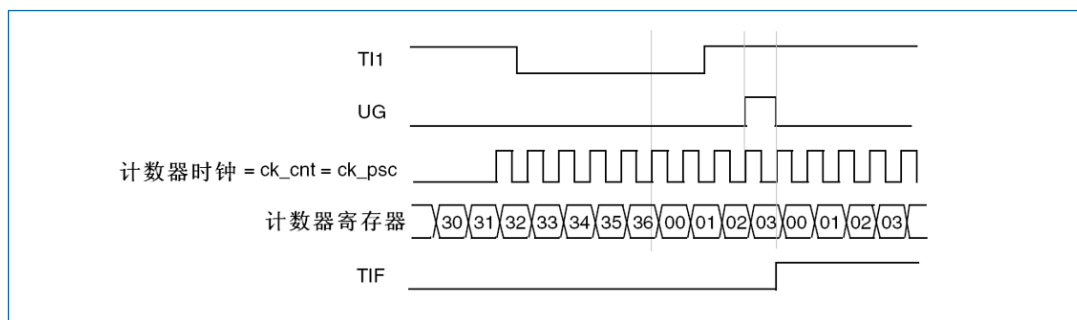 TI1
UG
计数器时钟 = ck_cnt = ck_psc
计数器寄存器 30 31 32 33 34 35 36 00 01 02 03 00 01 02 03
TIF